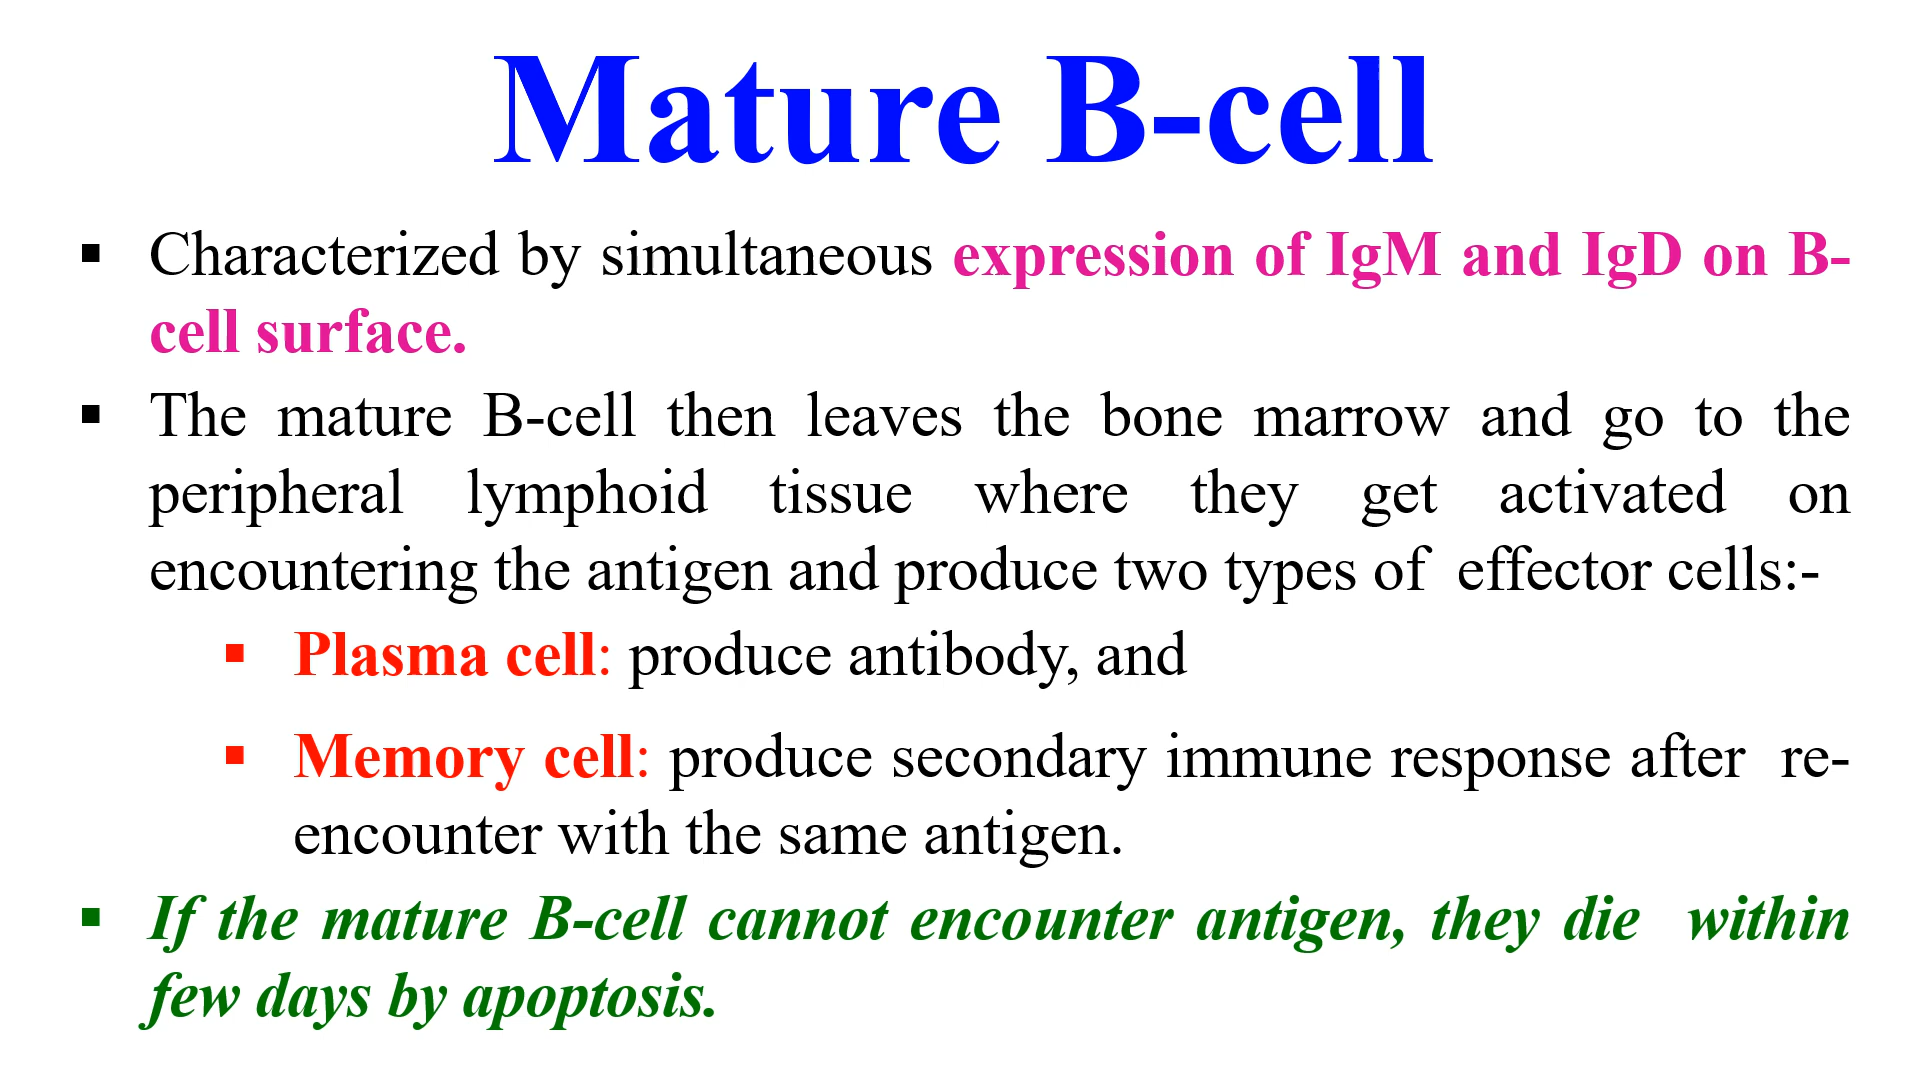 Mature B-cell
▪ Characterized by simultaneous expression of IgM and IgD on B-
cell surface.
▪ The mature B-cell then leaves the bone marrow and go to the
peripheral lymphoid tissue where they get activated on
encountering the antigen and produce two types of  effector cells:-
▪ Plasma cell: produce antibody, and
▪ Memory cell: produce secondary immune response after  re-
encounter with the same antigen.
▪ If the mature B-cell cannot encounter antigen, they die  within
few days by apoptosis.